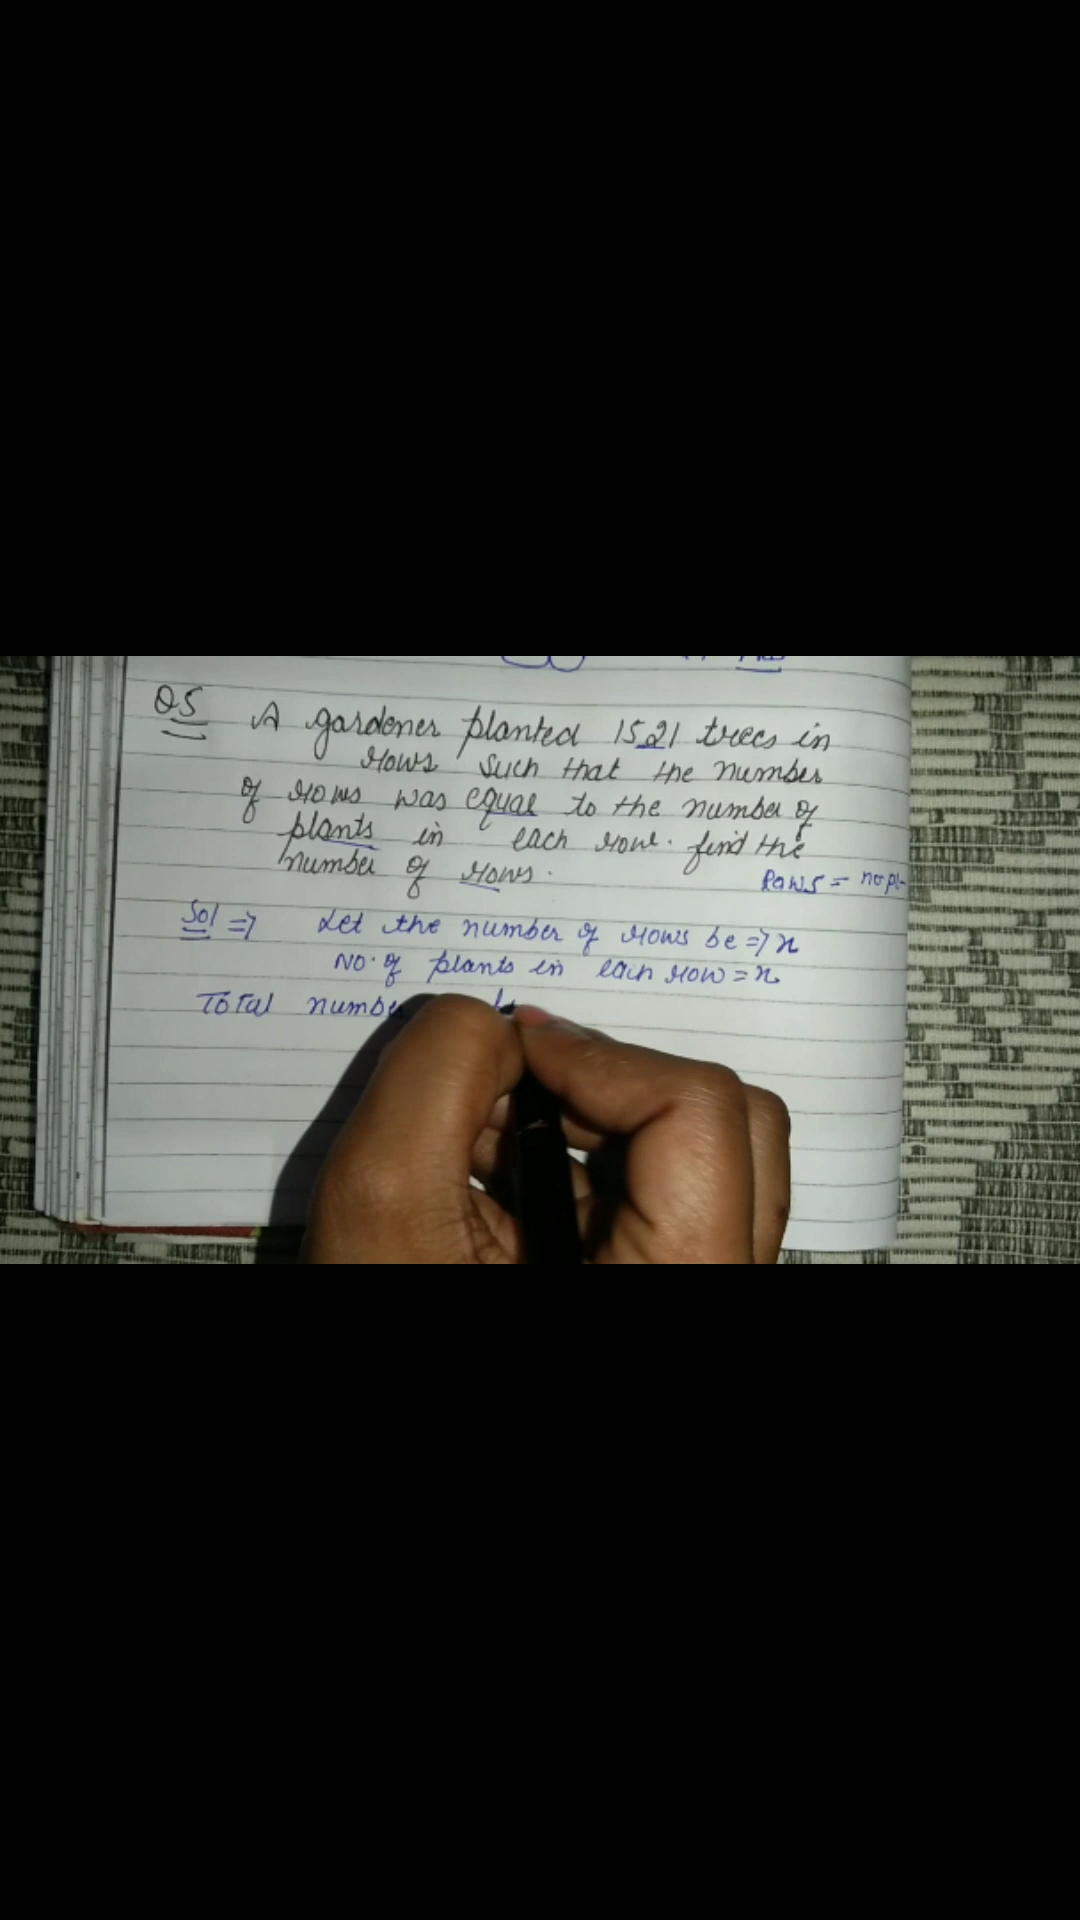 Q5 A gardener planted 1521 trees in
rows such that the number
of rows was equal to the number of
plants in each row. find the
number of rows.
Rows = no pl-
Sol => Let the number of rows be => x
No. of plants in each row = x
Total number